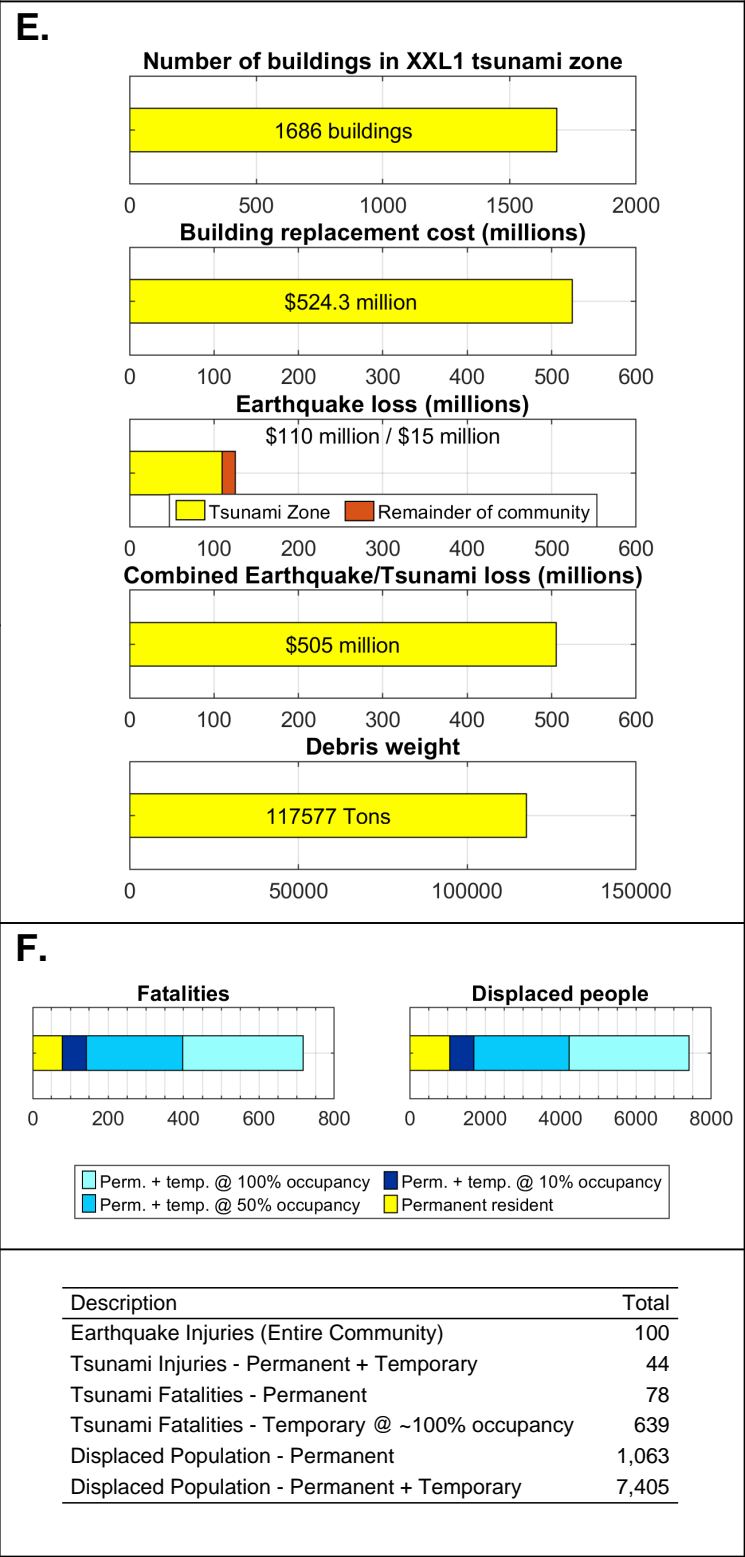 E.
Number of buildings in XXL1 tsunami zone
1686 buildings
0 500 1000 1500 2000
Building replacement cost (millions)
$524.3 million
0 100 200 300 400 500 600
Earthquake loss (millions)
$110 million / $15 million
Tsunami Zone Remainder of community
0 100 200 300 400 500 600
Combined Earthquake/Tsunami loss (millions)
$505 million
0 100 200 300 400 500 600
Debris weight
117577 Tons
0 50000 100000 150000
F.
Fatalities Displaced people
0 200 400 600 800 0 2000 4000 6000 8000
Perm. + temp. @ 100% occupancy Perm. + temp. @ 10% occupancy
Perm. + temp. @ 50% occupancy Permanent resident
Description Total
Earthquake Injuries (Entire Community) 100
Tsunami Injuries - Permanent + Temporary 44
Tsunami Fatalities - Permanent 78
Tsunami Fatalities - Temporary @ ~100% occupancy 639
Displaced Population - Permanent 1,063
Displaced Population - Permanent + Temporary 7,405